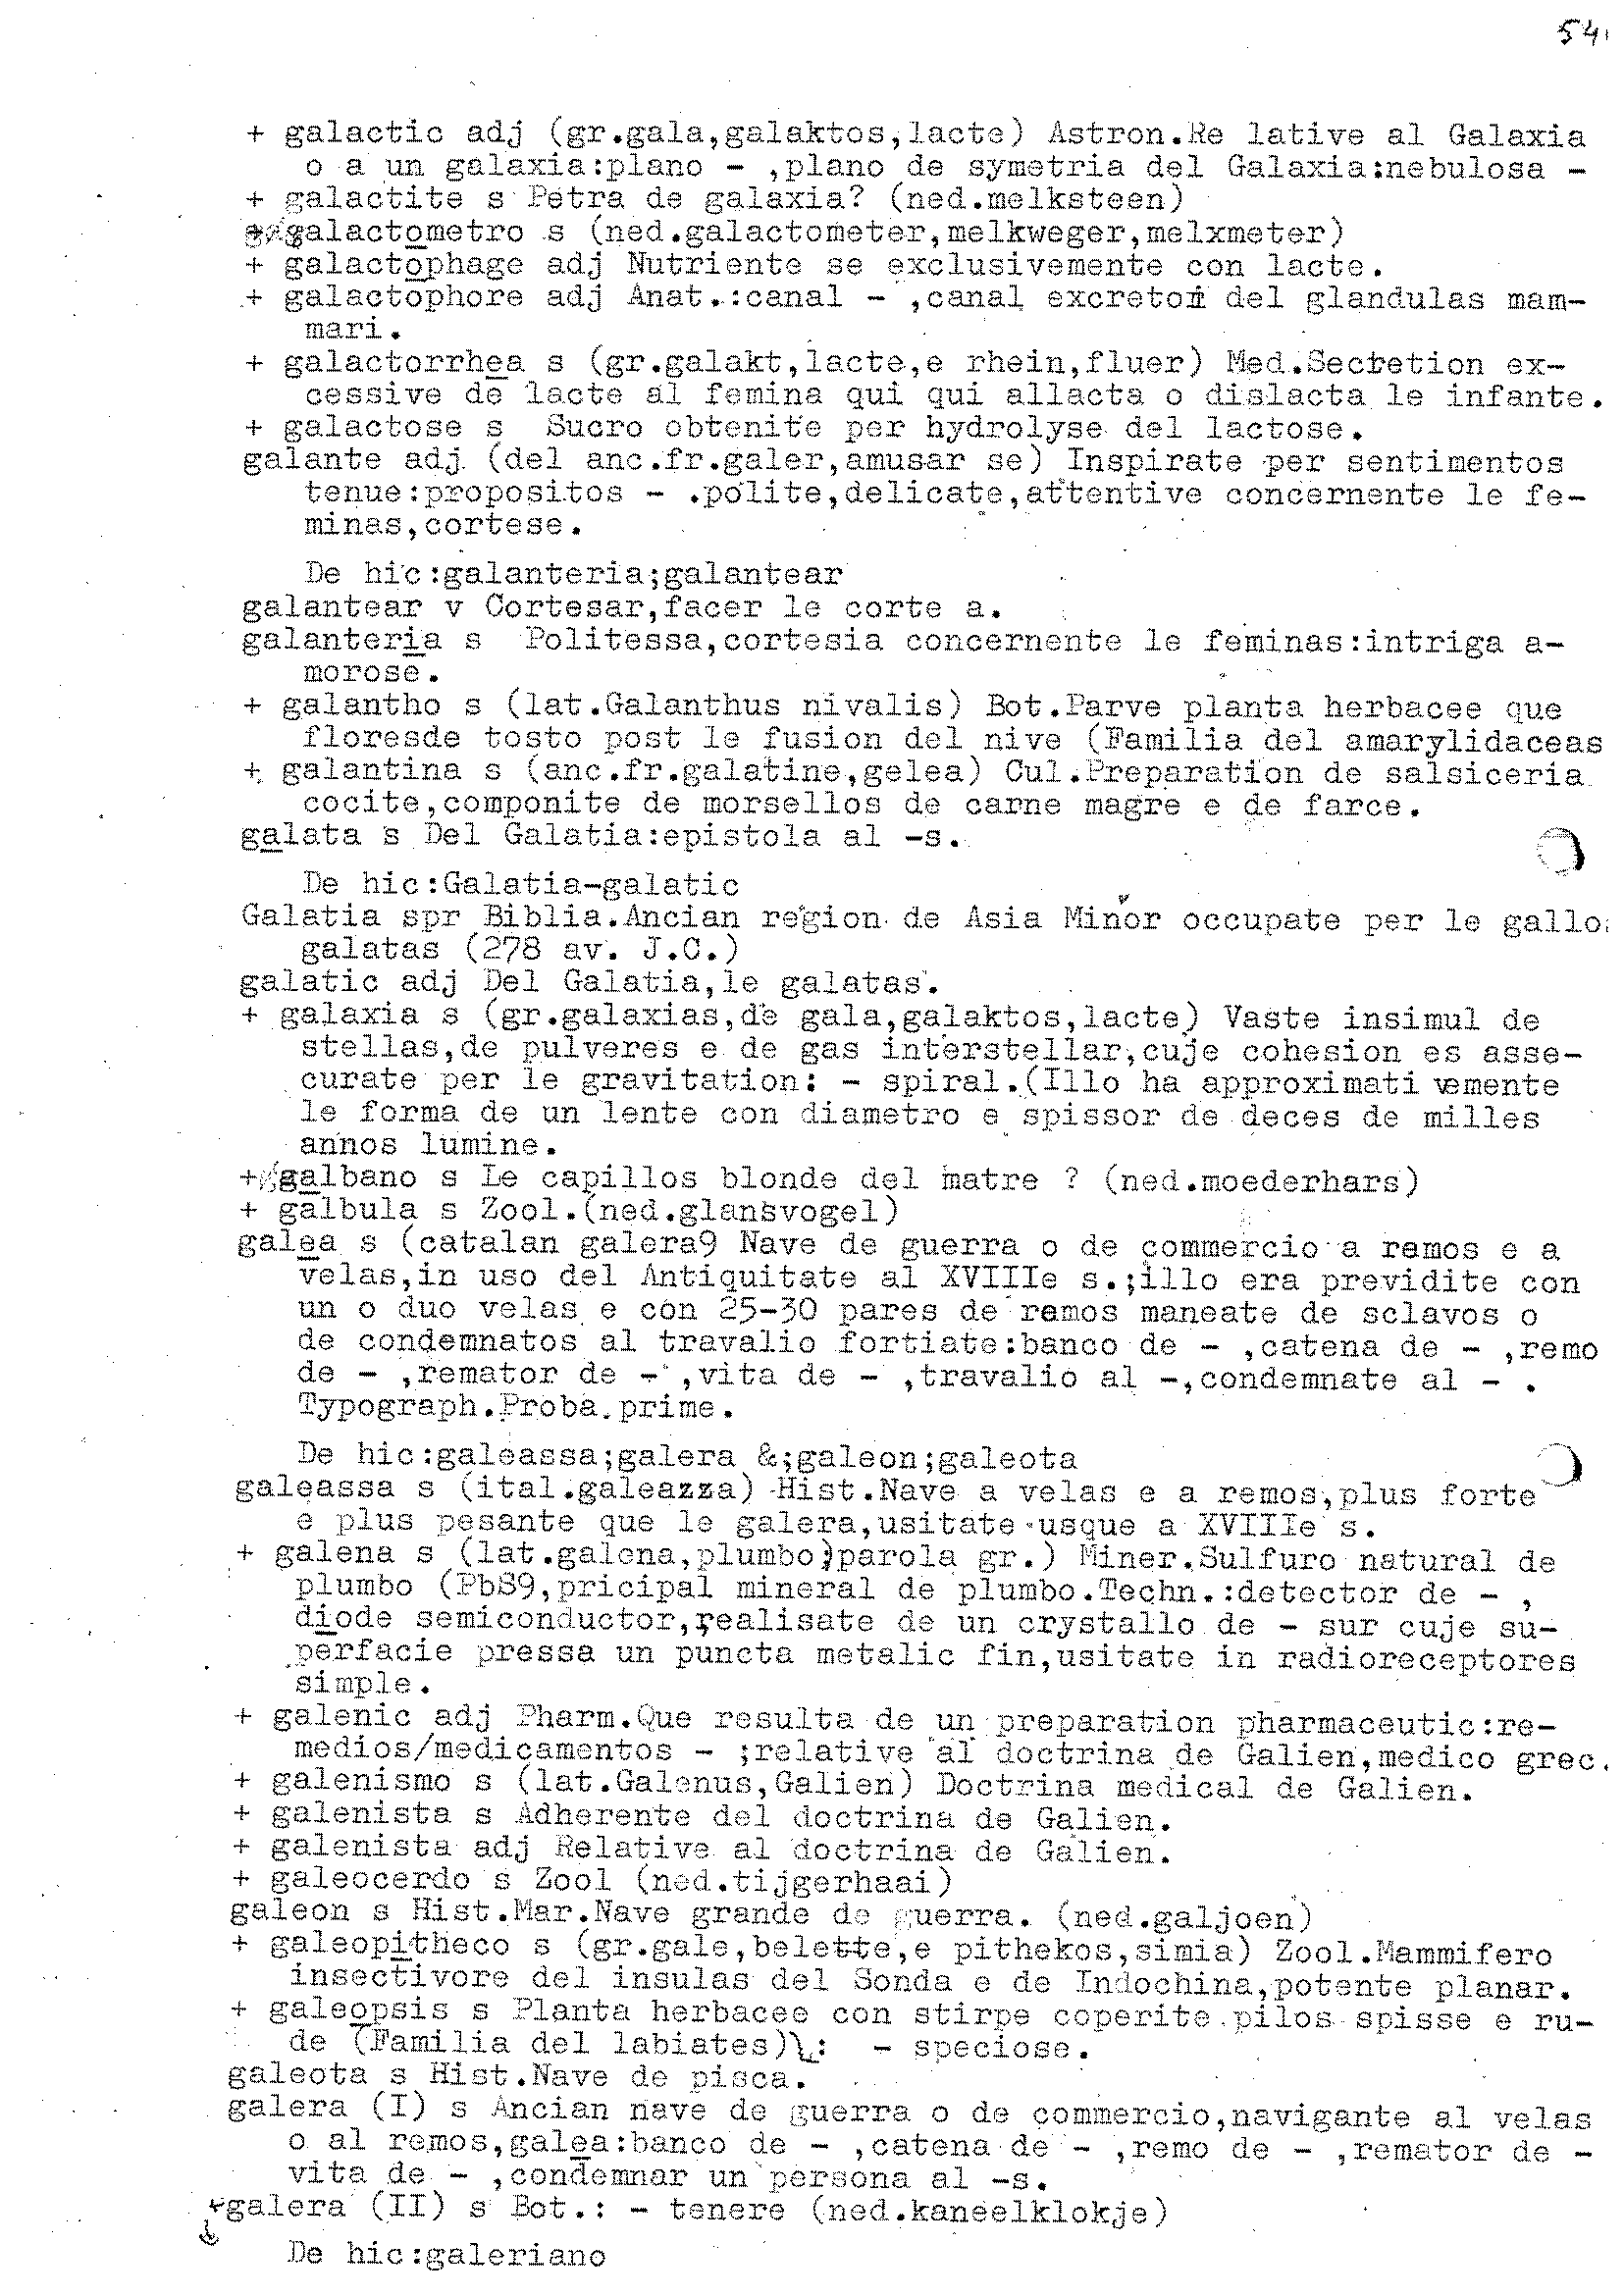 54
+ galactic adj (gr.gala,galaktos,lacte) Astron.Re lative al Galaxia
o a un galaxia:plano - ,plano de symetria del Galaxia:nebulosa -
+ galactite s Petra de galaxia? (ned.melksteen)
+ galactometro s (ned.galactometer,melkweger,melxmeter)
+ galactophage adj Nutriente se exclusivemente con lacte.
+ galactophore adj Anat.:canal - ,canal excretori del glandulas mam-
mari.
+ galactorrhea s (gr.galakt,lacte,e rhein,fluer) Med.Secretion ex-
cessive de lacte al femina qui qui allacta o dislacta le infante.
+ galactose s Sucro obtenite per hydrolyse del lactose.
galante adj (del anc.fr.galer,amusar se) Inspirate per sentimentos
tenue:propositos - .polite,delicate,attentive concernente le fe-
minas,cortese.
De hic:galanteria;galantear
galantear v Cortesar,facer le corte a.
galanteria s Politessa,cortesia concernente le feminas:intriga a-
morose.
+ galantho s (lat.Galanthus nivalis) Bot.Parve planta herbacee que
floresde tosto post le fusion del nive (Familia del amarylidaceas
+ galantina s (anc.fr.galatine,gelea) Cul.Preparation de salsiceria
cocite,componite de morsellos de carne magre e de farce.
galata s Del Galatia:epistola al -s.
De hic:Galatia-galatic
Galatia spr Biblia.Ancian region de Asia Minor occupate per le gallo
galatas (278 av. J.C.)
galatic adj Del Galatia,le galatas.
+ galaxia s (gr.galaxias,de gala,galaktos,lacte) Vaste insimul de
stellas,de pulveres e de gas interstellar,cuje cohesion es asse-
curate per le gravitation: - spiral.(Illo ha approximati vemente
le forma de un lente con diametro e spissor de deces de milles
annos lumine.
+ galbano s Le capillos blonde del matre ? (ned.moederhars)
+ galbula s Zool.(ned.glansvogel)
galea s (catalan galera9 Nave de guerra o de commercio a remos e a
velas,in uso del Antiquitate al XVIIIe s.;illo era previdite con
un o duo velas e con 25-30 pares de remos maneate de sclavos o
de condemnatos al travalio fortiate:banco de - ,catena de - ,remo
de - ,remator de - ,vita de - ,travalio al -,condemnate al - .
Typograph.Proba prime.
De hic:galeassa;galera &;galeon;galeota
galeassa s (ital.galeazza) Hist.Nave a velas e a remos,plus forte
e plus pesante que le galera,usitate usque a XVIIIe s.
+ galena s (lat.galena,plumbo;parola gr.) Miner.Sulfuro natural de
plumbo (PbS9,pricipal mineral de plumbo.Techn.:detector de - ,
diode semiconductor,realisate de un crystallo de - sur cuje su-
perfacie pressa un puncta metalic fin,usitate in radioreceptores
simple.
+ galenic adj Pharm.Que resulta de un preparation pharmaceutic:re-
medios/medicamentos - ;relative al doctrina de Galien,medico grec.
+ galenismo s (lat.Galenus,Galien) Doctrina medical de Galien.
+ galenista s Adherente del doctrina de Galien.
+ galenista adj Relative al doctrina de Galien.
+ galeocerdo s Zool (ned.tijgerhaai)
galeon s Hist.Mar.Nave grande de guerra. (ned.galjoen)
+ galeopitheco s (gr.gale,belette,e pithekos,simia) Zool.Mammifero
insectivore del insulas del Sonda e de Indochina,potente planar.
+ galeopsis s Planta herbacee con stirpe coperite pilos spisse e ru-
de (Familia del labiates): - speciose.
galeota s Hist.Nave de pisca.
galera (I) s Ancian nave de guerra o de commercio,navigante al velas
o al remos,galea:banco de - ,catena de - ,remo de - ,remator de -
vita de - ,condemnar un persona al -s.
+galera (II) s Bot.: - tenere (ned.kaneelklokje)
De hic:galeriano